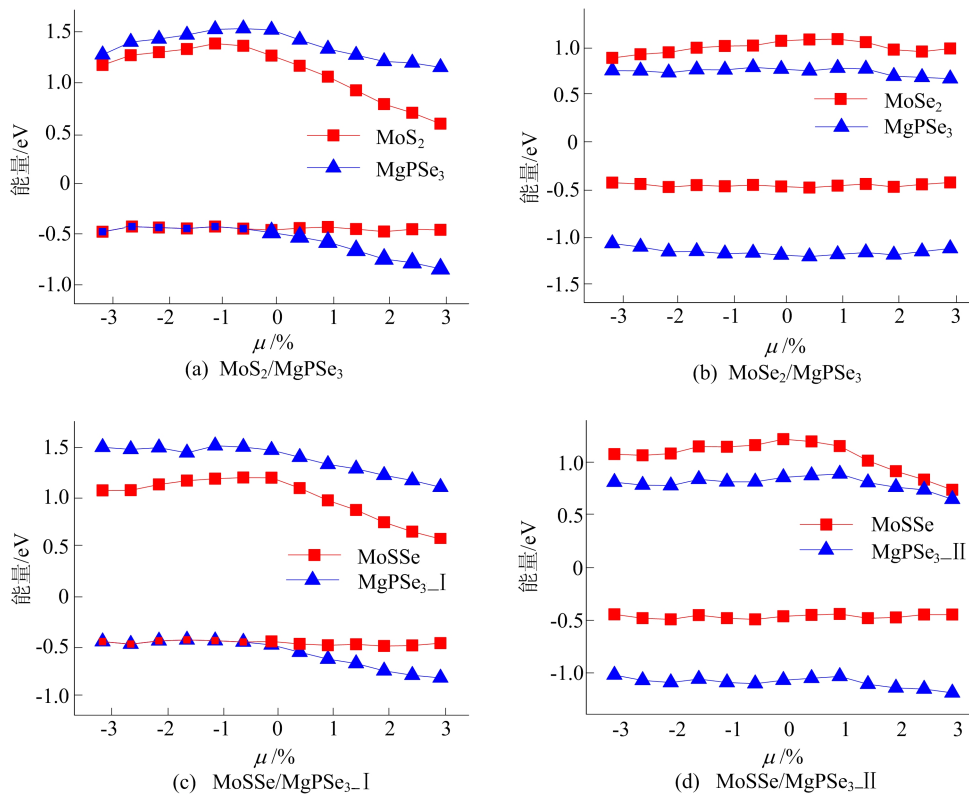 1.5
1.0
0.5
0
-0.5
-1.0
能量/eV
MoS₂
MgPSe₃
-3 -2 -1 0 1 2 3
μ /%
(a) MoS₂/MgPSe₃
1.0
0.5
0
-0.5
-1.0
-1.5
能量/eV
MoSe₂
MgPSe₃
-3 -2 -1 0 1 2 3
μ /%
(b) MoSe₂/MgPSe₃
1.5
1.0
0.5
0
-0.5
-1.0
能量/eV
MoSSe
MgPSe₃_Ⅰ
-3 -2 -1 0 1 2 3
μ /%
(c) MoSSe/MgPSe₃_Ⅰ
1.0
0.5
0
-0.5
-1.0
能量/eV
MoSSe
MgPSe₃_Ⅱ
-3 -2 -1 0 1 2 3
μ /%
(d) MoSSe/MgPSe₃_Ⅱ